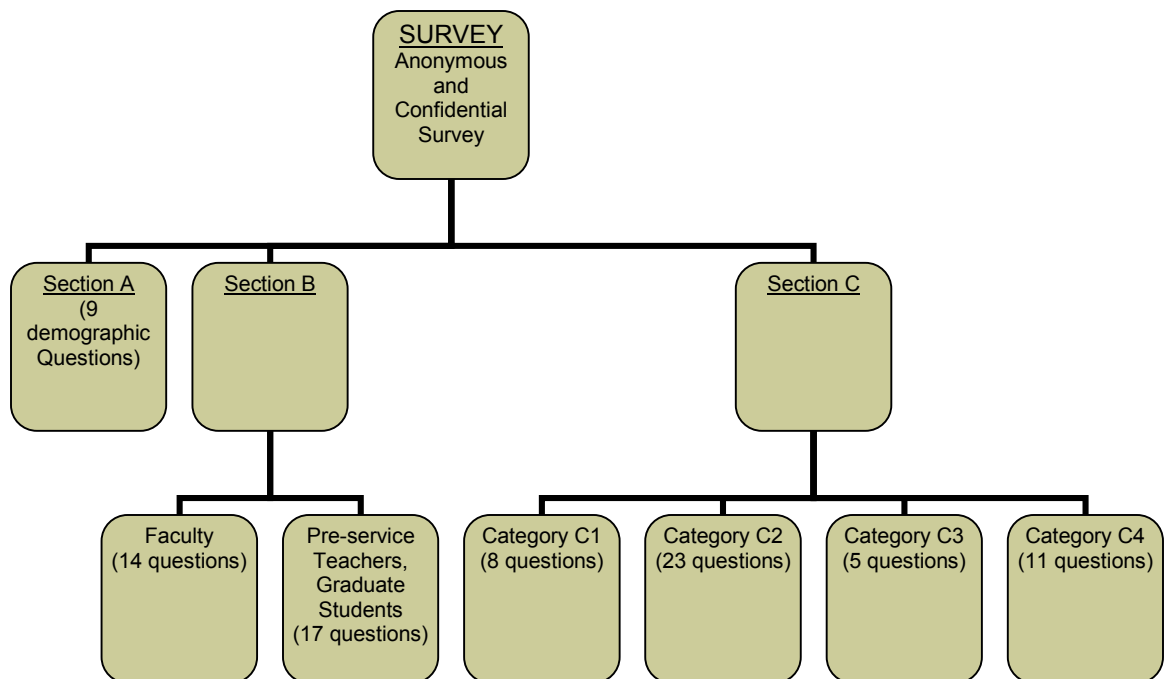 SURVEY
Anonymous
and
Confidential
Survey
Section A
(9
demographic
Questions)
Section B
Section C
Faculty
(14 questions)
Pre-service
Teachers,
Graduate
Students
(17 questions)
Category C1
(8 questions)
Category C2
(23 questions)
Category C3
(5 questions)
Category C4
(11 questions)